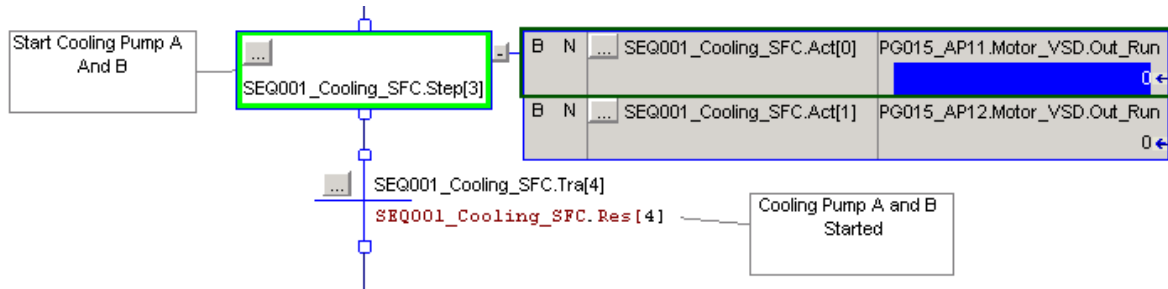 Start Cooling Pump A
And B
...
SEQ001_Cooling_SFC.Step[3]
-
B N ... SEQ001_Cooling_SFC.Act[0] PG015_AP11.Motor_VSD.Out_Run
0
B N ... SEQ001_Cooling_SFC.Act[1] PG015_AP12.Motor_VSD.Out_Run
0
... SEQ001_Cooling_SFC.Tra[4]
SEQ001_Cooling_SFC.Res[4]
Cooling Pump A and B
Started